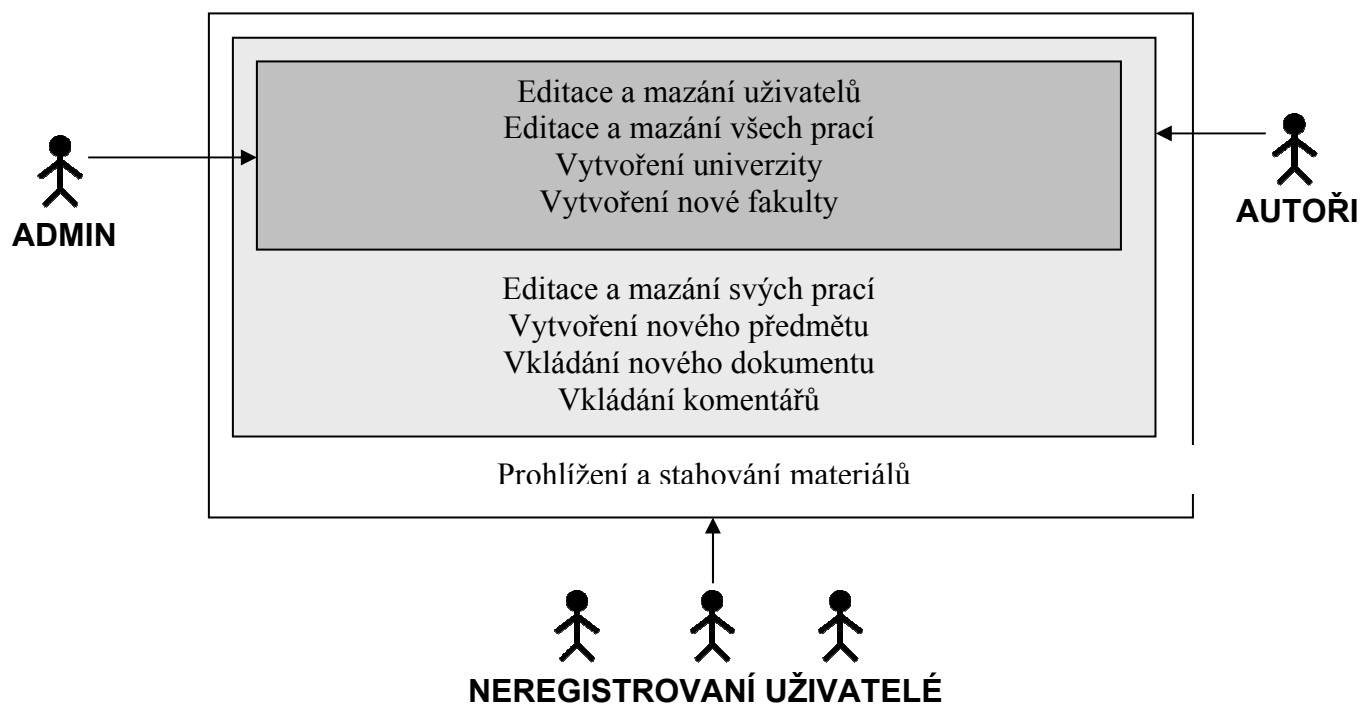 Editace a mazání uživatelů
Editace a mazání všech prací
Vytvoření univerzity
Vytvoření nové fakulty
ADMIN
AUTOŘI
Editace a mazání svých prací
Vytvoření nového předmětu
Vkládání nového dokumentu
Vkládání komentářů
Prohlížení a stahování materiálů
NEREGISTROVANÍ UŽIVATELÉ